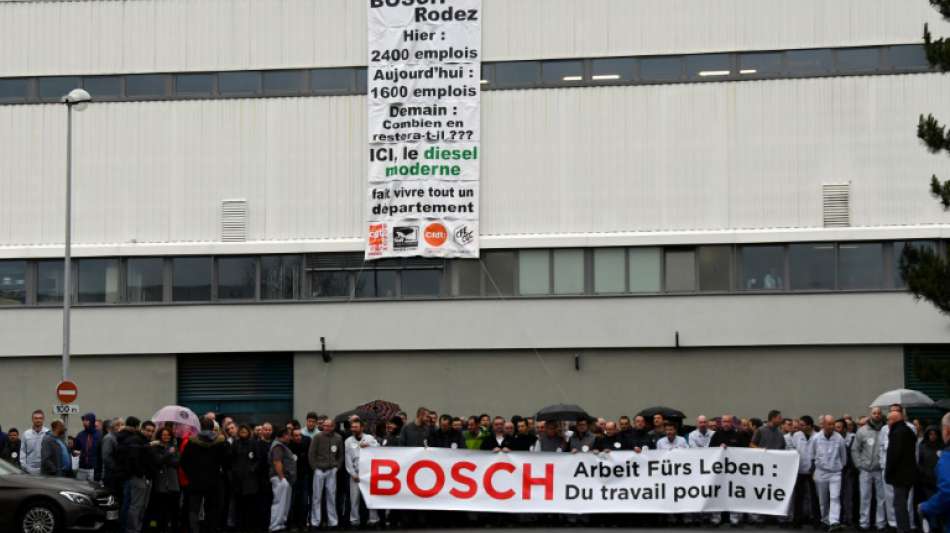 BOSCH
Rodez
Hier :
2400 emplois
Aujourd'hui :
1600 emplois
Demain :
Combien en
restera-t-il ???
ICI, le diesel
moderne
fait vivre tout un
département
Cfdt:
100 m
BOSCH Arbeit Fürs Leben :
Du travail pour la vie